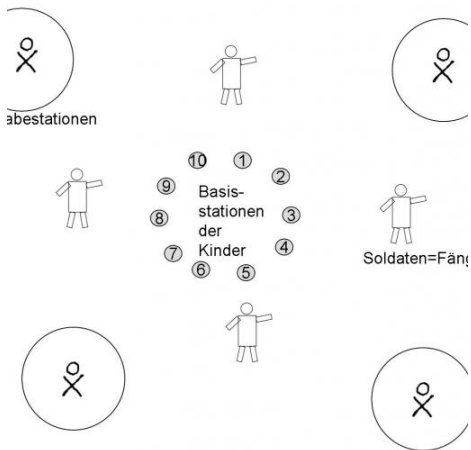 abestationen
10 1
9 2
Basis-
stationen
der
Kinder
8 3
7 4
6 5
Soldaten=Fäng